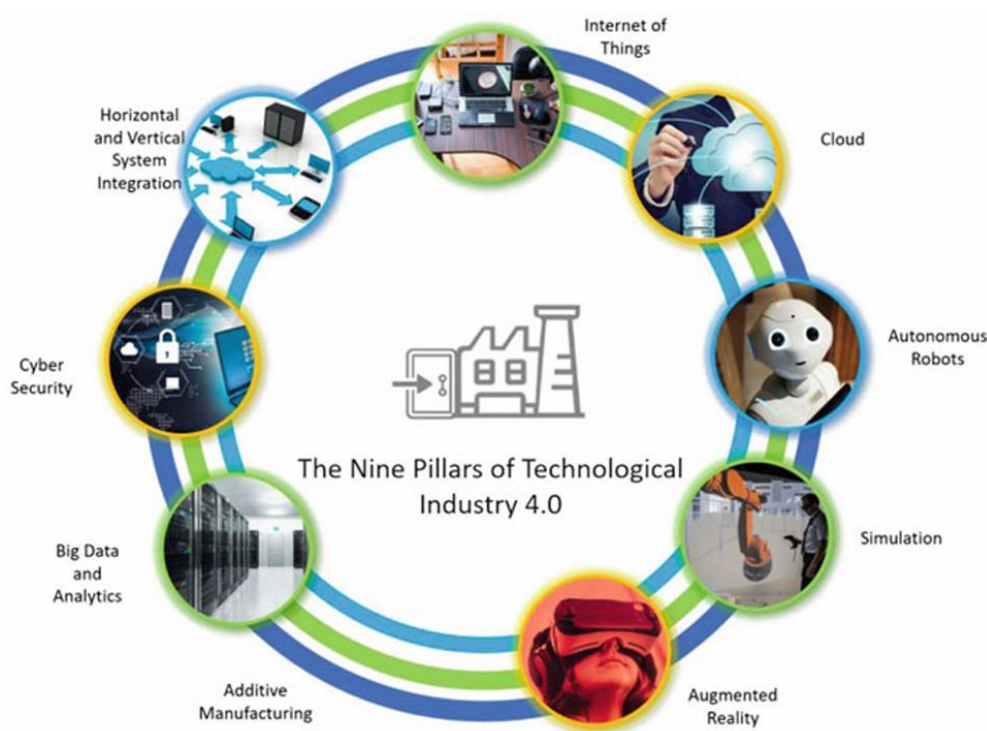 Internet of
Things
Cloud
Autonomous
Robots
Simulation
Augmented
Reality
Additive
Manufacturing
Big Data
and
Analytics
Cyber
Security
Horizontal
and Vertical
System
Integration
The Nine Pillars of Technological
Industry 4.0